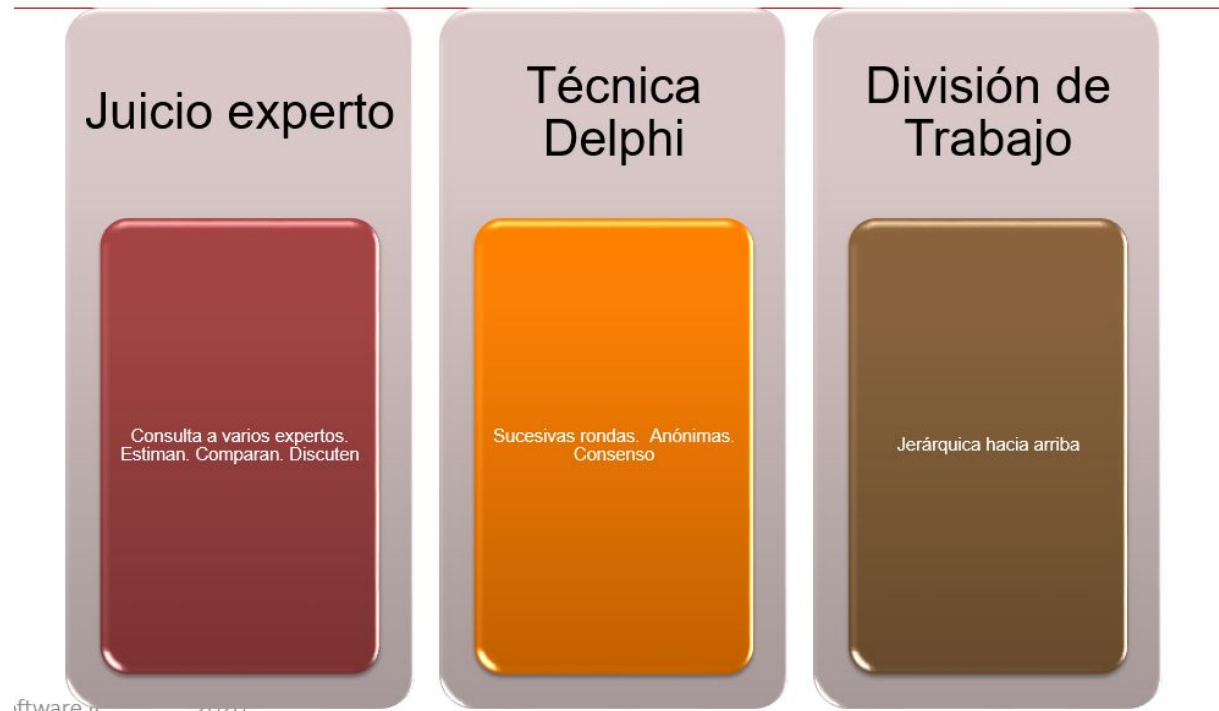 Juicio experto
Consulta a varios expertos.
Estiman. Comparan. Discuten
Técnica
Delphi
Sucesivas rondas.  Anónimas.
Consenso
División de
Trabajo
Jerárquica hacia arriba